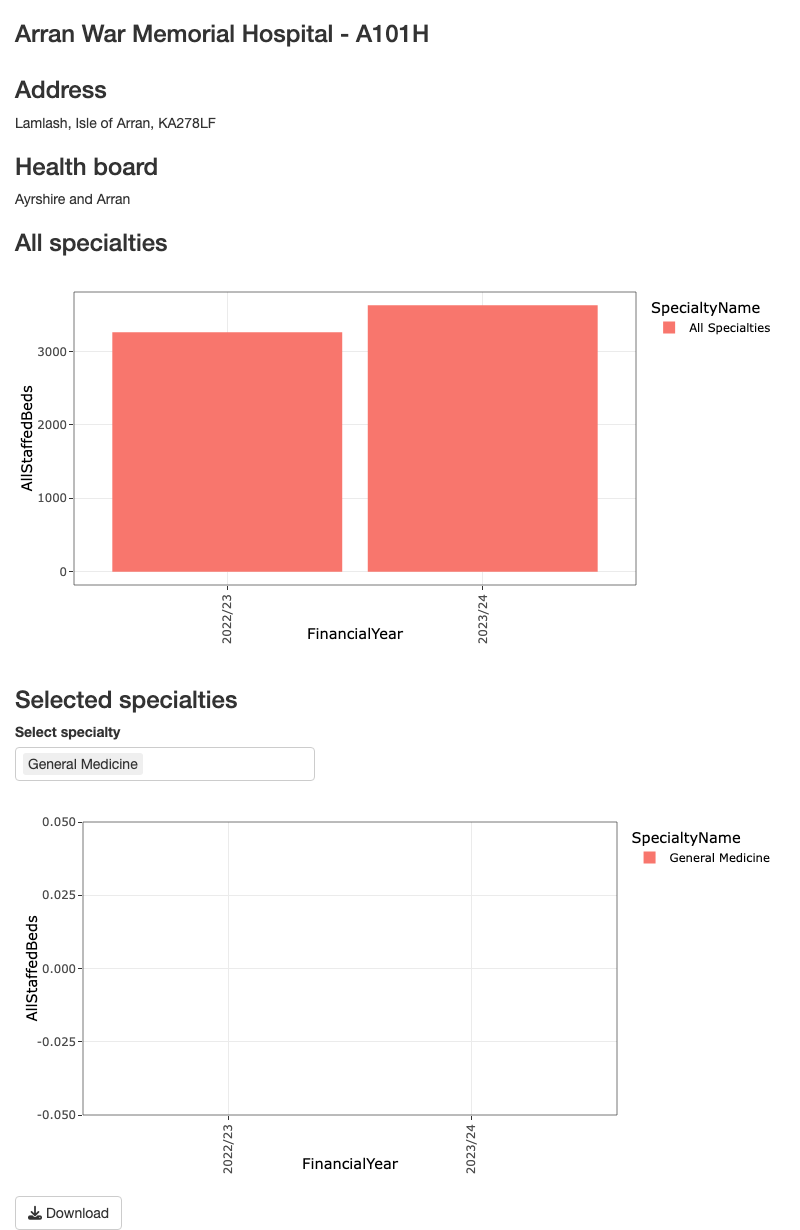 Arran War Memorial Hospital - A101H
Address
Lamlash, Isle of Arran, KA278LF
Health board
Ayrshire and Arran
All specialties
SpecialtyName
All Specialties
3000
2000
1000
0
AllStaffedBeds
2022/23
2023/24
FinancialYear
Selected specialties
Select specialty
General Medicine
SpecialtyName
General Medicine
0.050
0.025
0.000
-0.025
-0.050
AllStaffedBeds
2022/23
2023/24
FinancialYear
Download